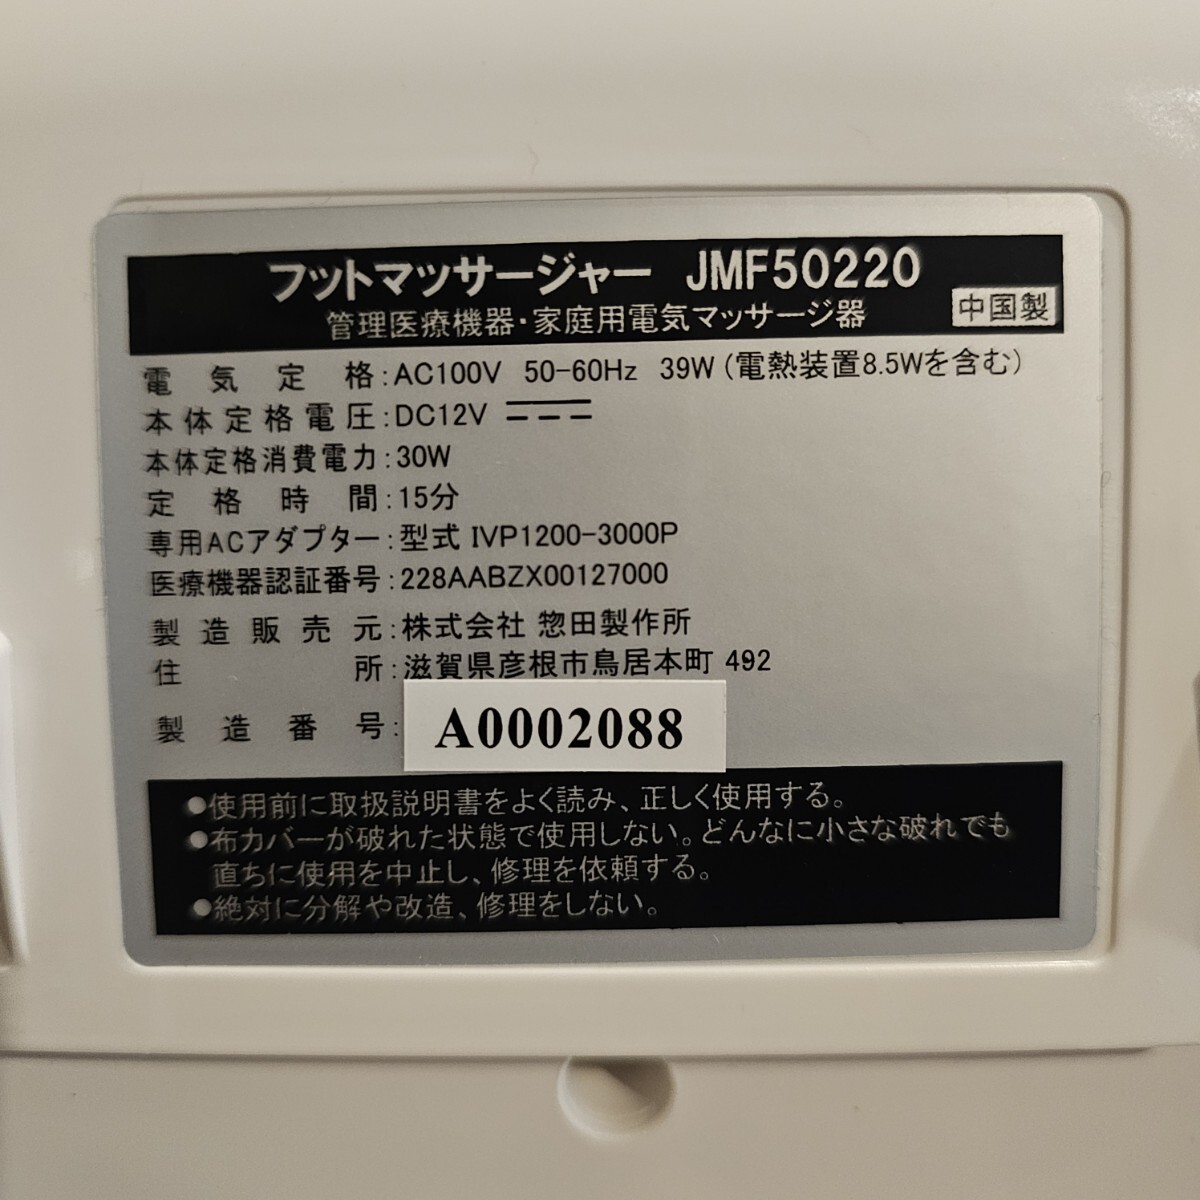 フットマッサージャー JMF50220
管理医療機器・家庭用電気マッサージ器
中国製
電気定格:AC100V 50-60Hz 39W(電熱装置8.5Wを含む)
本体定格電圧:DC12V
本体定格消費電力:30W
定格時間:15分
専用ACアダプター:型式 IVP1200-3000P
医療機器認証番号:228AABZX00127000
製造販売元:株式会社 惣田製作所
住所:滋賀県彦根市鳥居本町 492
製造番号:A0002088
●使用前に取扱説明書をよく読み、正しく使用する。
●布カバーが破れた状態で使用しない。どんなに小さな破れでも
直ちに使用を中止し、修理を依頼する。
●絶対に分解や改造、修理をしない。